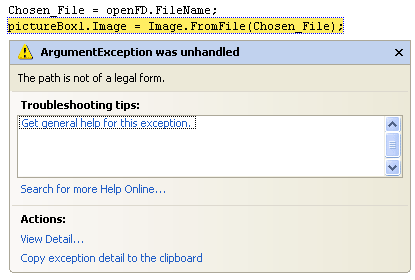 Chosen_File = openFD.FileName;
pictureBox1.Image = Image.FromFile(Chosen_File);
ArgumentException was unhandled
The path is not of a legal form.
Troubleshooting tips:
Get general help for this exception.
Search for more Help Online...
Actions:
View Detail...
Copy exception detail to the clipboard